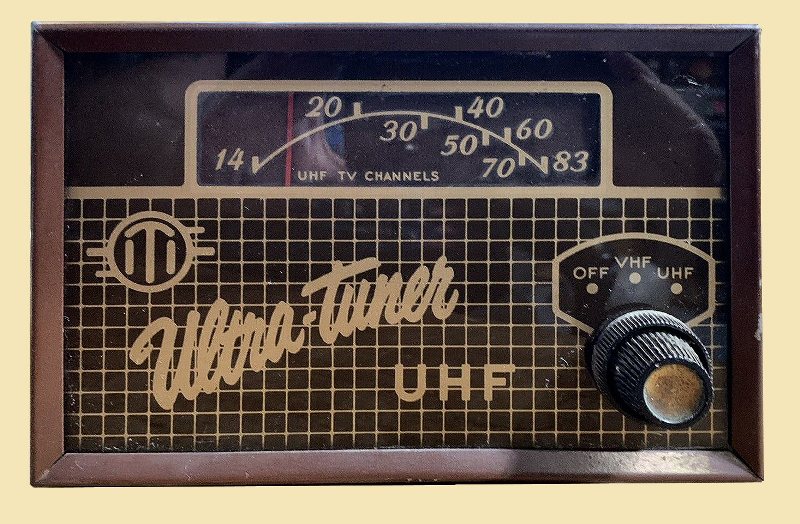 20 40
30 60
14 50 83
70
UHF TV CHANNELS
iTi
VHF
OFF UHF
Ultra-Tuner
UHF